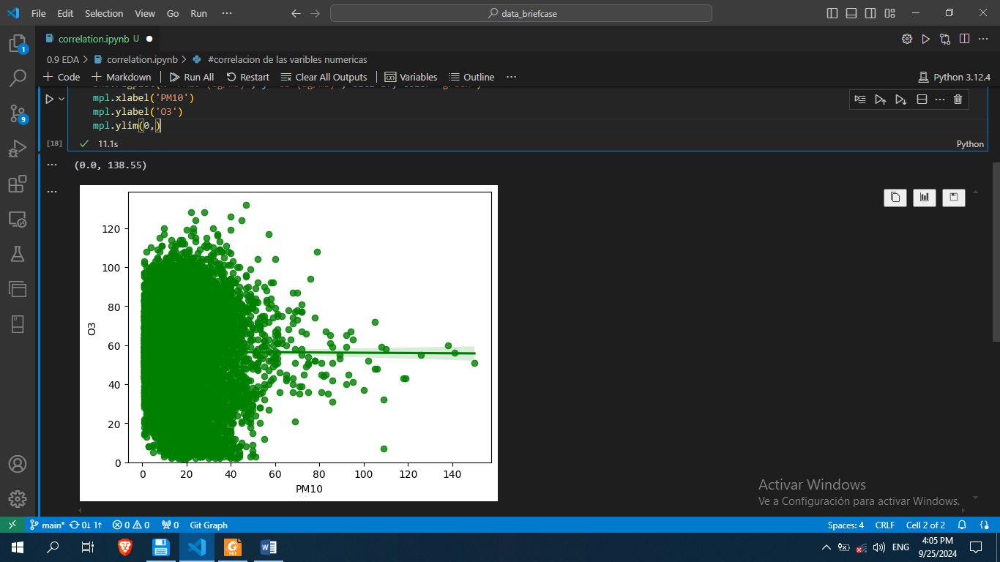 File Edit Selection View Go Run ··· data_briefcase
correlation.ipynb U
0.9 EDA > correlation.ipynb > #correlacion de las varibles numericas
+ Code + Markdown | Run All Restart Clear All Outputs | Variables Outline ··· Python 3.12.4
mpl.xlabel('PM10')
mpl.ylabel('O3')
mpl.ylim(0,)
[18] 11.1s Python
(0.0, 138.55)
120
100
80
60
40
20
0
O3
0 20 40 60 80 100 120 140
PM10
Activar Windows
Ve a Configuración para activar Windows.
main* 0↓ 1↑ 0 0 0 Git Graph Spaces: 4 CRLF Cell 2 of 2
4:05 PM
ENG
9/25/2024
1
9
PDF